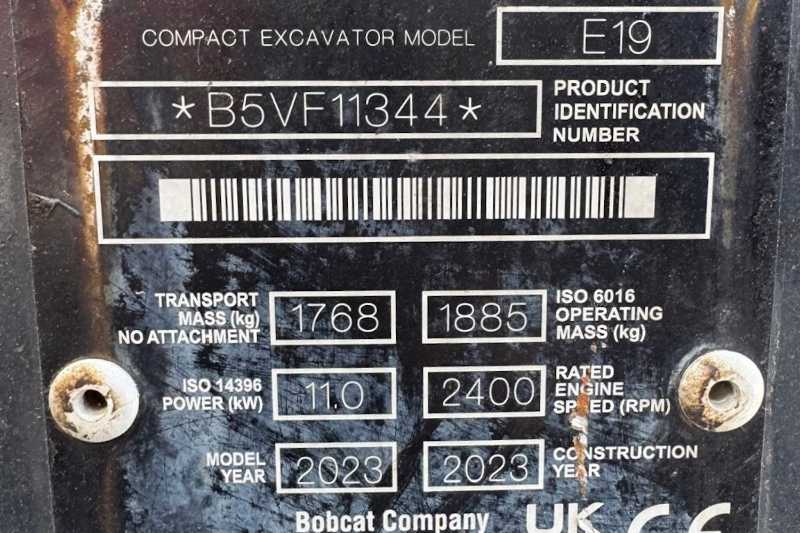 COMPACT EXCAVATOR MODEL E19
*B5VF11344*
PRODUCT
IDENTIFICATION
NUMBER
TRANSPORT
MASS (kg)
NO ATTACHMENT
1768
1885
ISO 6016
OPERATING
MASS (kg)
ISO 14396
POWER (kW)
11.0
2400
RATED
ENGINE
SPEED (RPM)
MODEL
YEAR
2023
2023
CONSTRUCTION
YEAR
Bobcat Company
UK CE